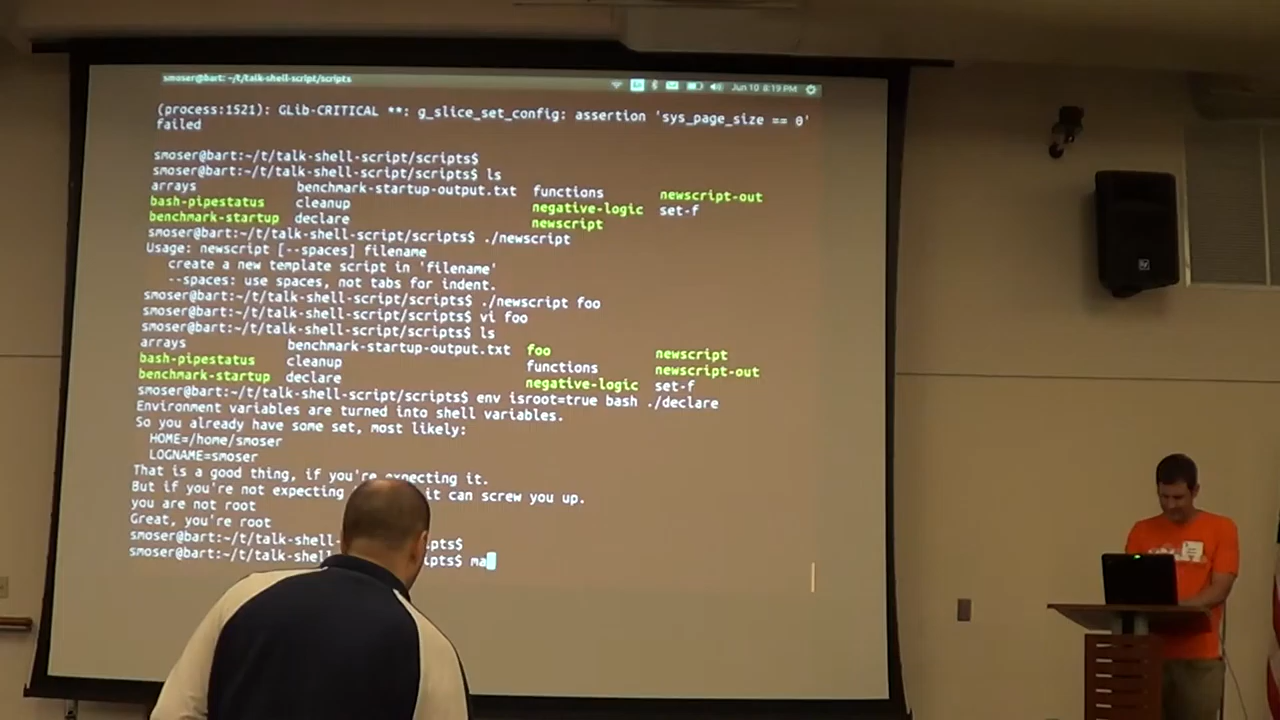 smoser@bart: ~/t/talk-shell-script/scripts
Jun 10 8:19 PM
(process:1521): GLib-CRITICAL **: g_slice_set_config: assertion 'sys_page_size == 0'
failed
smoser@bart:~/t/talk-shell-script/scripts$
smoser@bart:~/t/talk-shell-script/scripts$ ls
arrays benchmark-startup-output.txt functions newscript-out
bash-pipestatus cleanup negative-logic set-f
benchmark-startup declare newscript
smoser@bart:~/t/talk-shell-script/scripts$ ./newscript
Usage: newscript [--spaces] filename
create a new template script in 'filename'
--spaces: use spaces, not tabs for indent.
smoser@bart:~/t/talk-shell-script/scripts$ ./newscript foo
smoser@bart:~/t/talk-shell-script/scripts$ vi foo
smoser@bart:~/t/talk-shell-script/scripts$ ls
arrays benchmark-startup-output.txt foo newscript
bash-pipestatus cleanup functions newscript-out
benchmark-startup declare negative-logic set-f
smoser@bart:~/t/talk-shell-script/scripts$ env isroot=true bash ./declare
Environment variables are turned into shell variables.
So you already have some set, most likely:
HOME=/home/smoser
LOGNAME=smoser
That is a good thing, if you're expecting it.
But if you're not expecting it can screw you up.
you are not root
Great, you're root
smoser@bart:~/t/talk-shell- ipts$
smoser@bart:~/t/talk-shell ipts$ ma